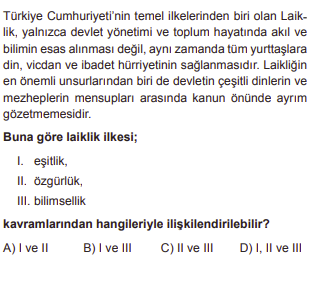 Türkiye Cumhuriyeti'nin temel ilkelerinden biri olan Laik-
lik, yalnızca devlet yönetimi ve toplum hayatında akıl ve
bilimin esas alınması değil, aynı zamanda tüm yurttaşlara
din, vicdan ve ibadet hürriyetinin sağlanmasıdır. Laikliğin
en önemli unsurlarından biri de devletin çeşitli dinlerin ve
mezheplerin mensupları arasında kanun önünde ayrım
gözetmemesidir.
Buna göre laiklik ilkesi;
I. eşitlik,
II. özgürlük,
III. bilimsellik
kavramlarından hangileriyle ilişkilendirilebilir?
A) I ve II B) I ve III C) II ve III D) I, II ve III